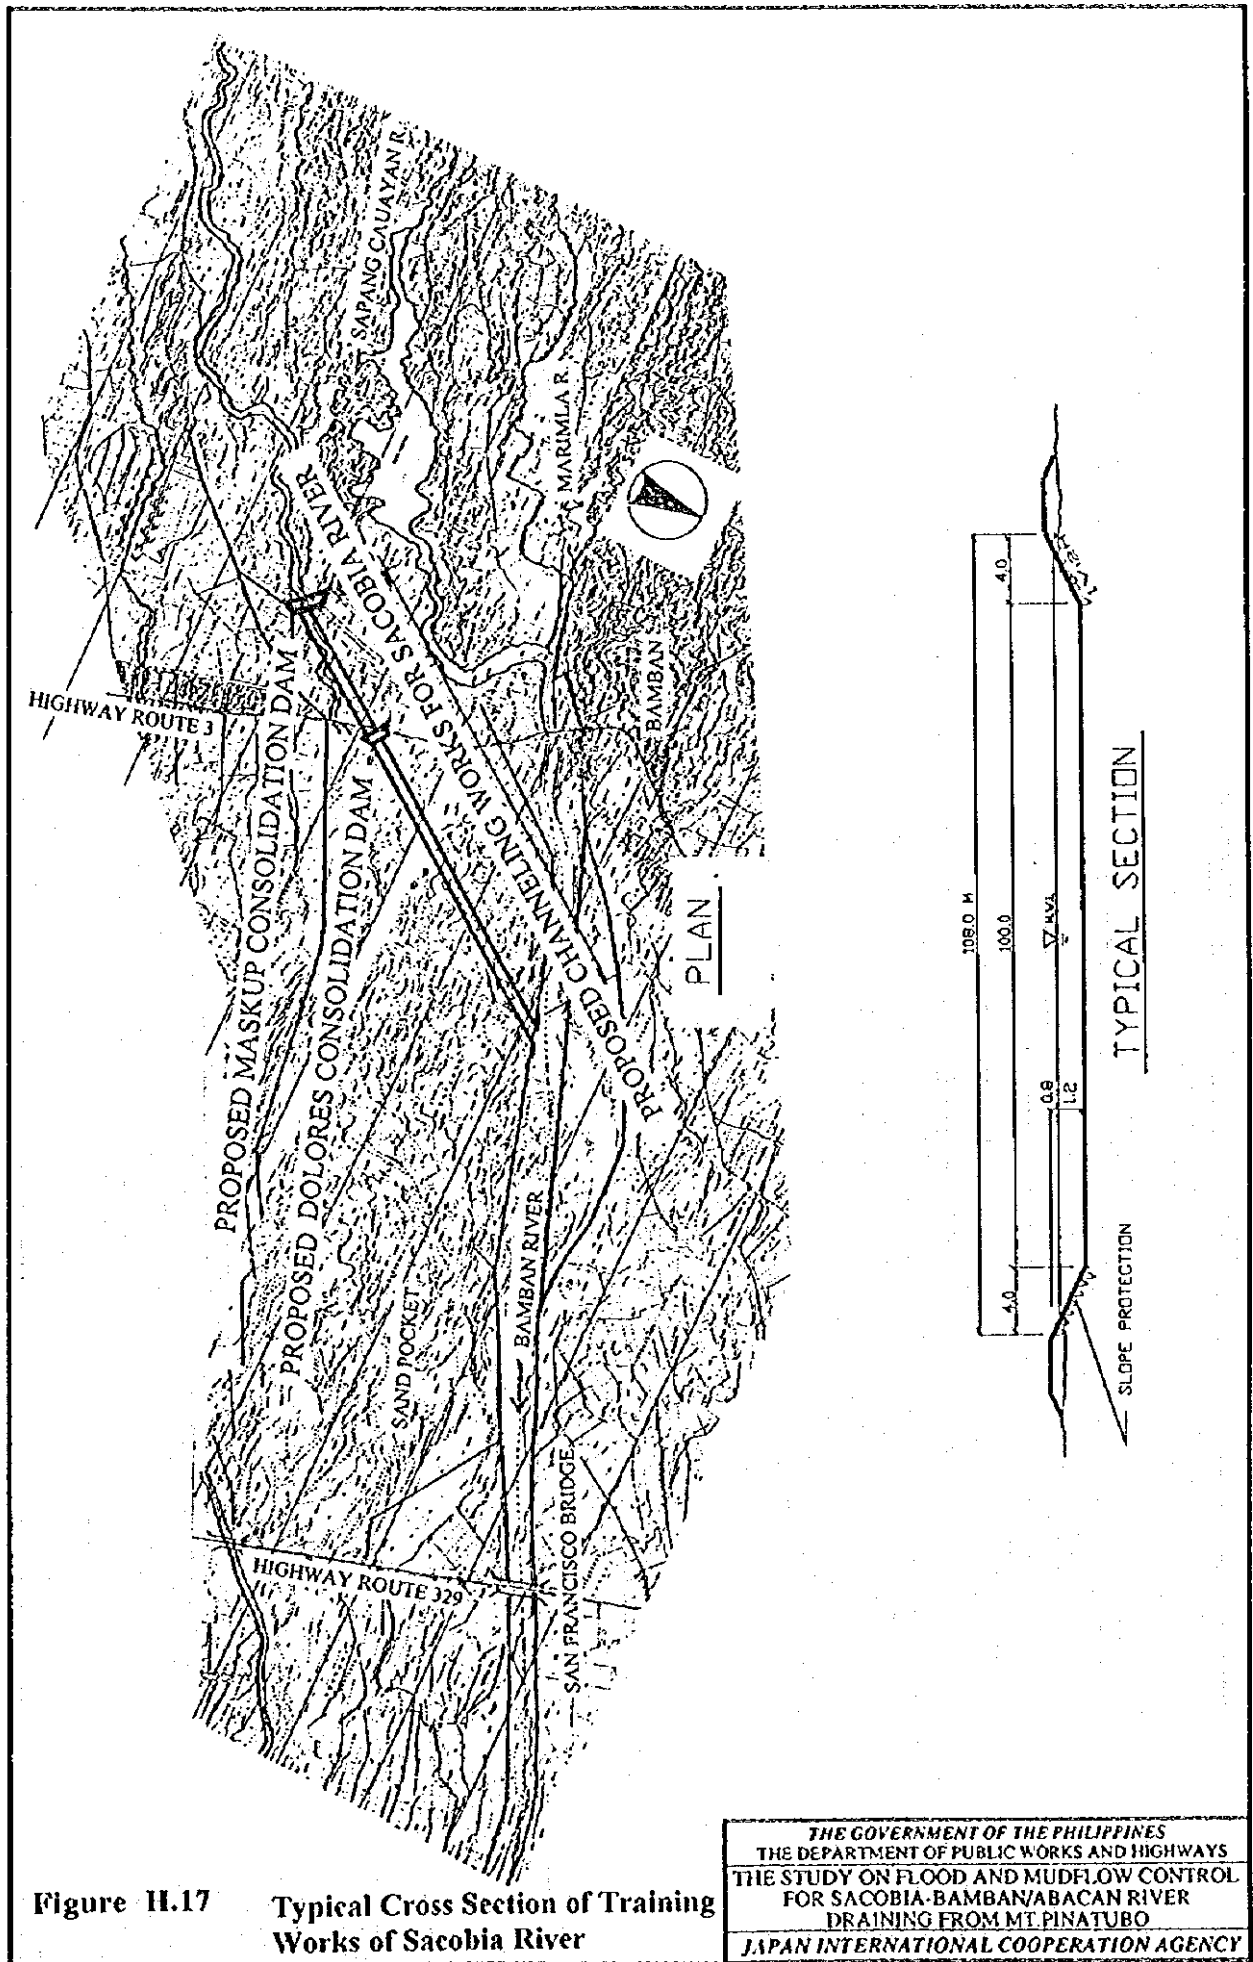 SAPANG CAUAYAN R.
MARIMLA R.
BAMBAN
HIGHWAY ROUTE 3
PROPOSED MASKUP CONSOLIDATION DAM
PROPOSED DOLORES CONSOLIDATION DAM
PROPOSED CHANNELING WORKS FOR SACOBIA RIVER
SAND POCKET
BAMBAN RIVER
SAN FRANCISCO BRIDGE
HIGHWAY ROUTE 329
PLAN
108.0 M
4.0
100.0
4.0
0.8
1.2
SLOPE PROTECTION
TYPICAL SECTION
Figure H.17
Typical Cross Section of Training
Works of Sacobia River
THE GOVERNMENT OF THE PHILIPPINES
THE DEPARTMENT OF PUBLIC WORKS AND HIGHWAYS
THE STUDY ON FLOOD AND MUDFLOW CONTROL
FOR SACOBIA-BAMBAN/ABACAN RIVER
DRAINING FROM MT.PINATUBO
JAPAN INTERNATIONAL COOPERATION AGENCY